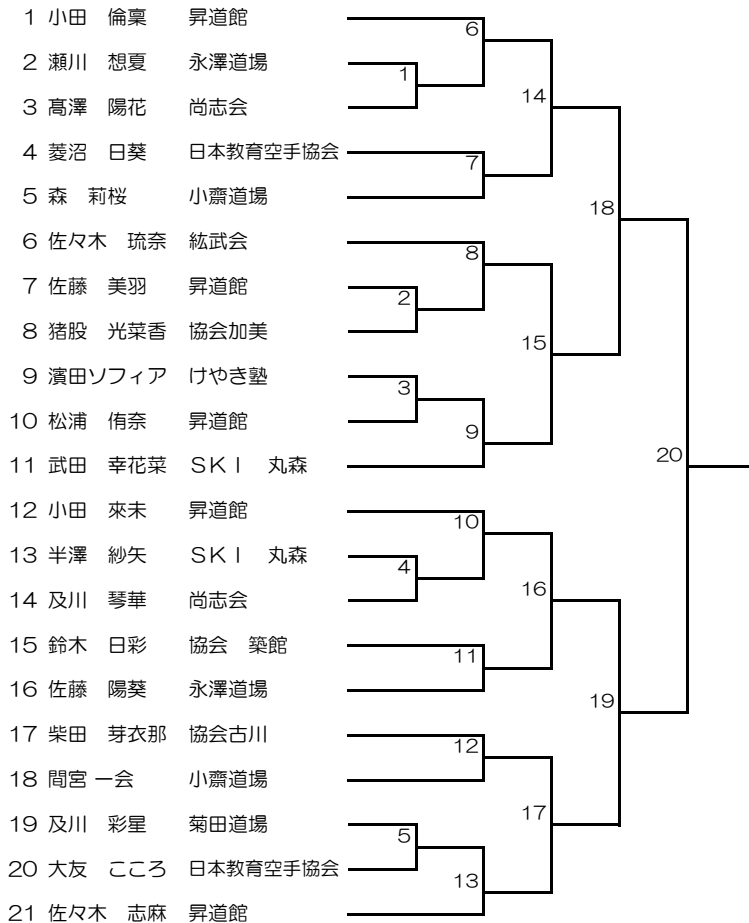 1 小田　倫稟　昇道館
6
2 瀬川　想夏　永澤道場
1
3 髙澤　陽花　尚志会
14
4 菱沼　日葵　日本教育空手協会
7
5 森　莉桜　小齋道場
18
6 佐々木　琉奈　紘武会
8
7 佐藤　美羽　昇道館
2
8 猪股　光菜香　協会加美
15
9 濱田ソフィア　けやき塾
3
10 松浦　侑奈　昇道館
9
11 武田　幸花菜　ＳＫＩ　丸森
20
12 小田　來未　昇道館
10
13 半澤　紗矢　ＳＫＩ　丸森
4
14 及川　琴華　尚志会
16
15 鈴木　日彩　協会　築館
11
16 佐藤　陽葵　永澤道場
19
17 柴田　芽衣那　協会古川
12
18 間宮 一会　小齋道場
17
19 及川　彩星　菊田道場
5
20 大友　こころ　日本教育空手協会
13
21 佐々木　志麻　昇道館